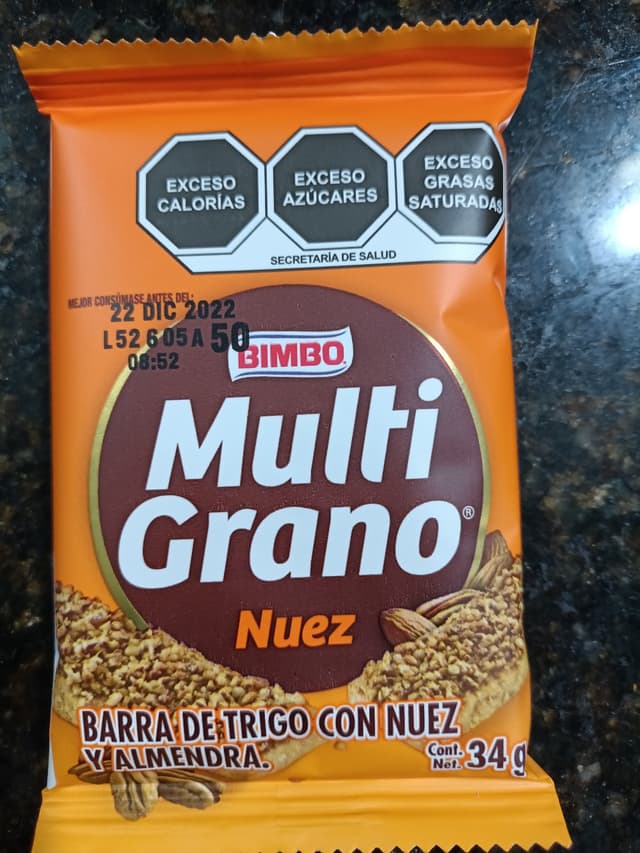 EXCESO
CALORÍAS
EXCESO
AZÚCARES
EXCESO
GRASAS
SATURADAS
SECRETARÍA DE SALUD
MEJOR CONSÚMASE ANTES DEL:
22 DIC 2022
L52 6 05 A 50
08:52
BIMBO
Multi
Grano®
Nuez
BARRA DE TRIGO CON NUEZ
Y ALMENDRA.
Cont.
Net. 34 g